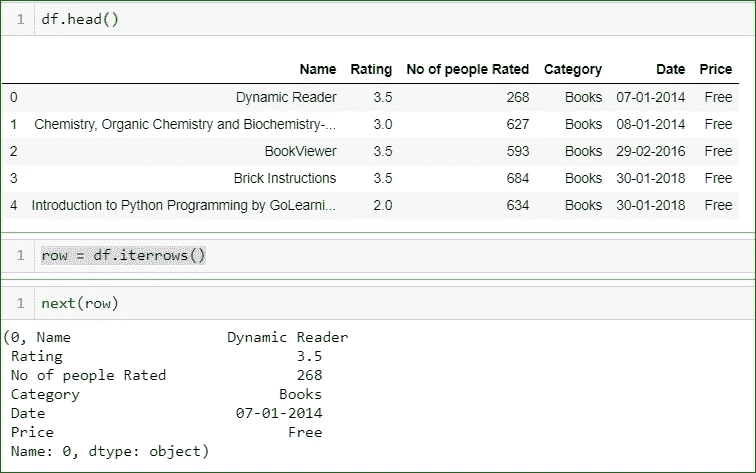 1 df.head()
Name Rating No of people Rated Category Date Price
0 Dynamic Reader 3.5 268 Books 07-01-2014 Free
1 Chemistry, Organic Chemistry and Biochemistry-... 3.0 627 Books 08-01-2014 Free
2 BookViewer 3.5 593 Books 29-02-2016 Free
3 Brick Instructions 3.5 684 Books 30-01-2018 Free
4 Introduction to Python Programming by GoLearni... 2.0 634 Books 30-01-2018 Free
1 row = df.iterrows()
1 next(row)
(0, Name Dynamic Reader
Rating 3.5
No of people Rated 268
Category Books
Date 07-01-2014
Price Free
Name: 0, dtype: object)